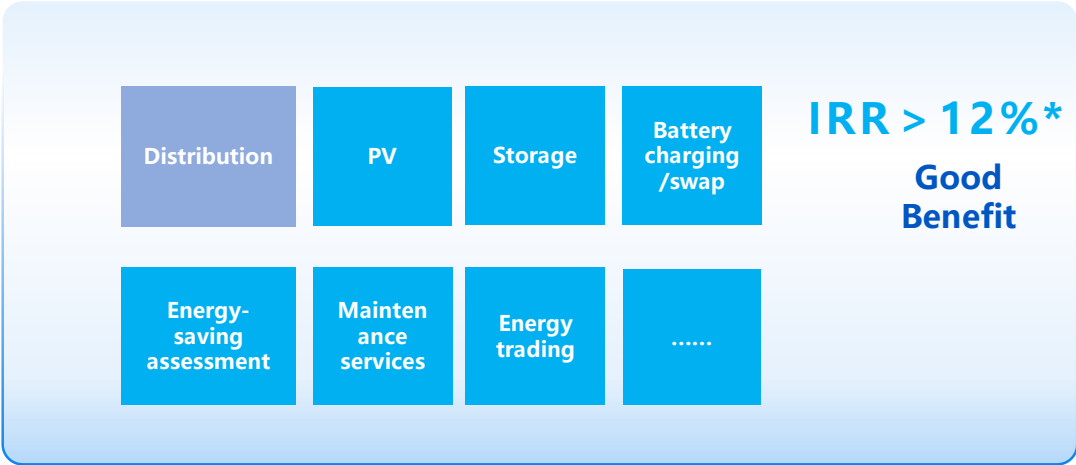 Distribution
PV
Storage
Battery
charging
/swap
IRR > 12%*
Good
Benefit
Energy-
saving
assessment
Mainten
ance
services
Energy
trading
……